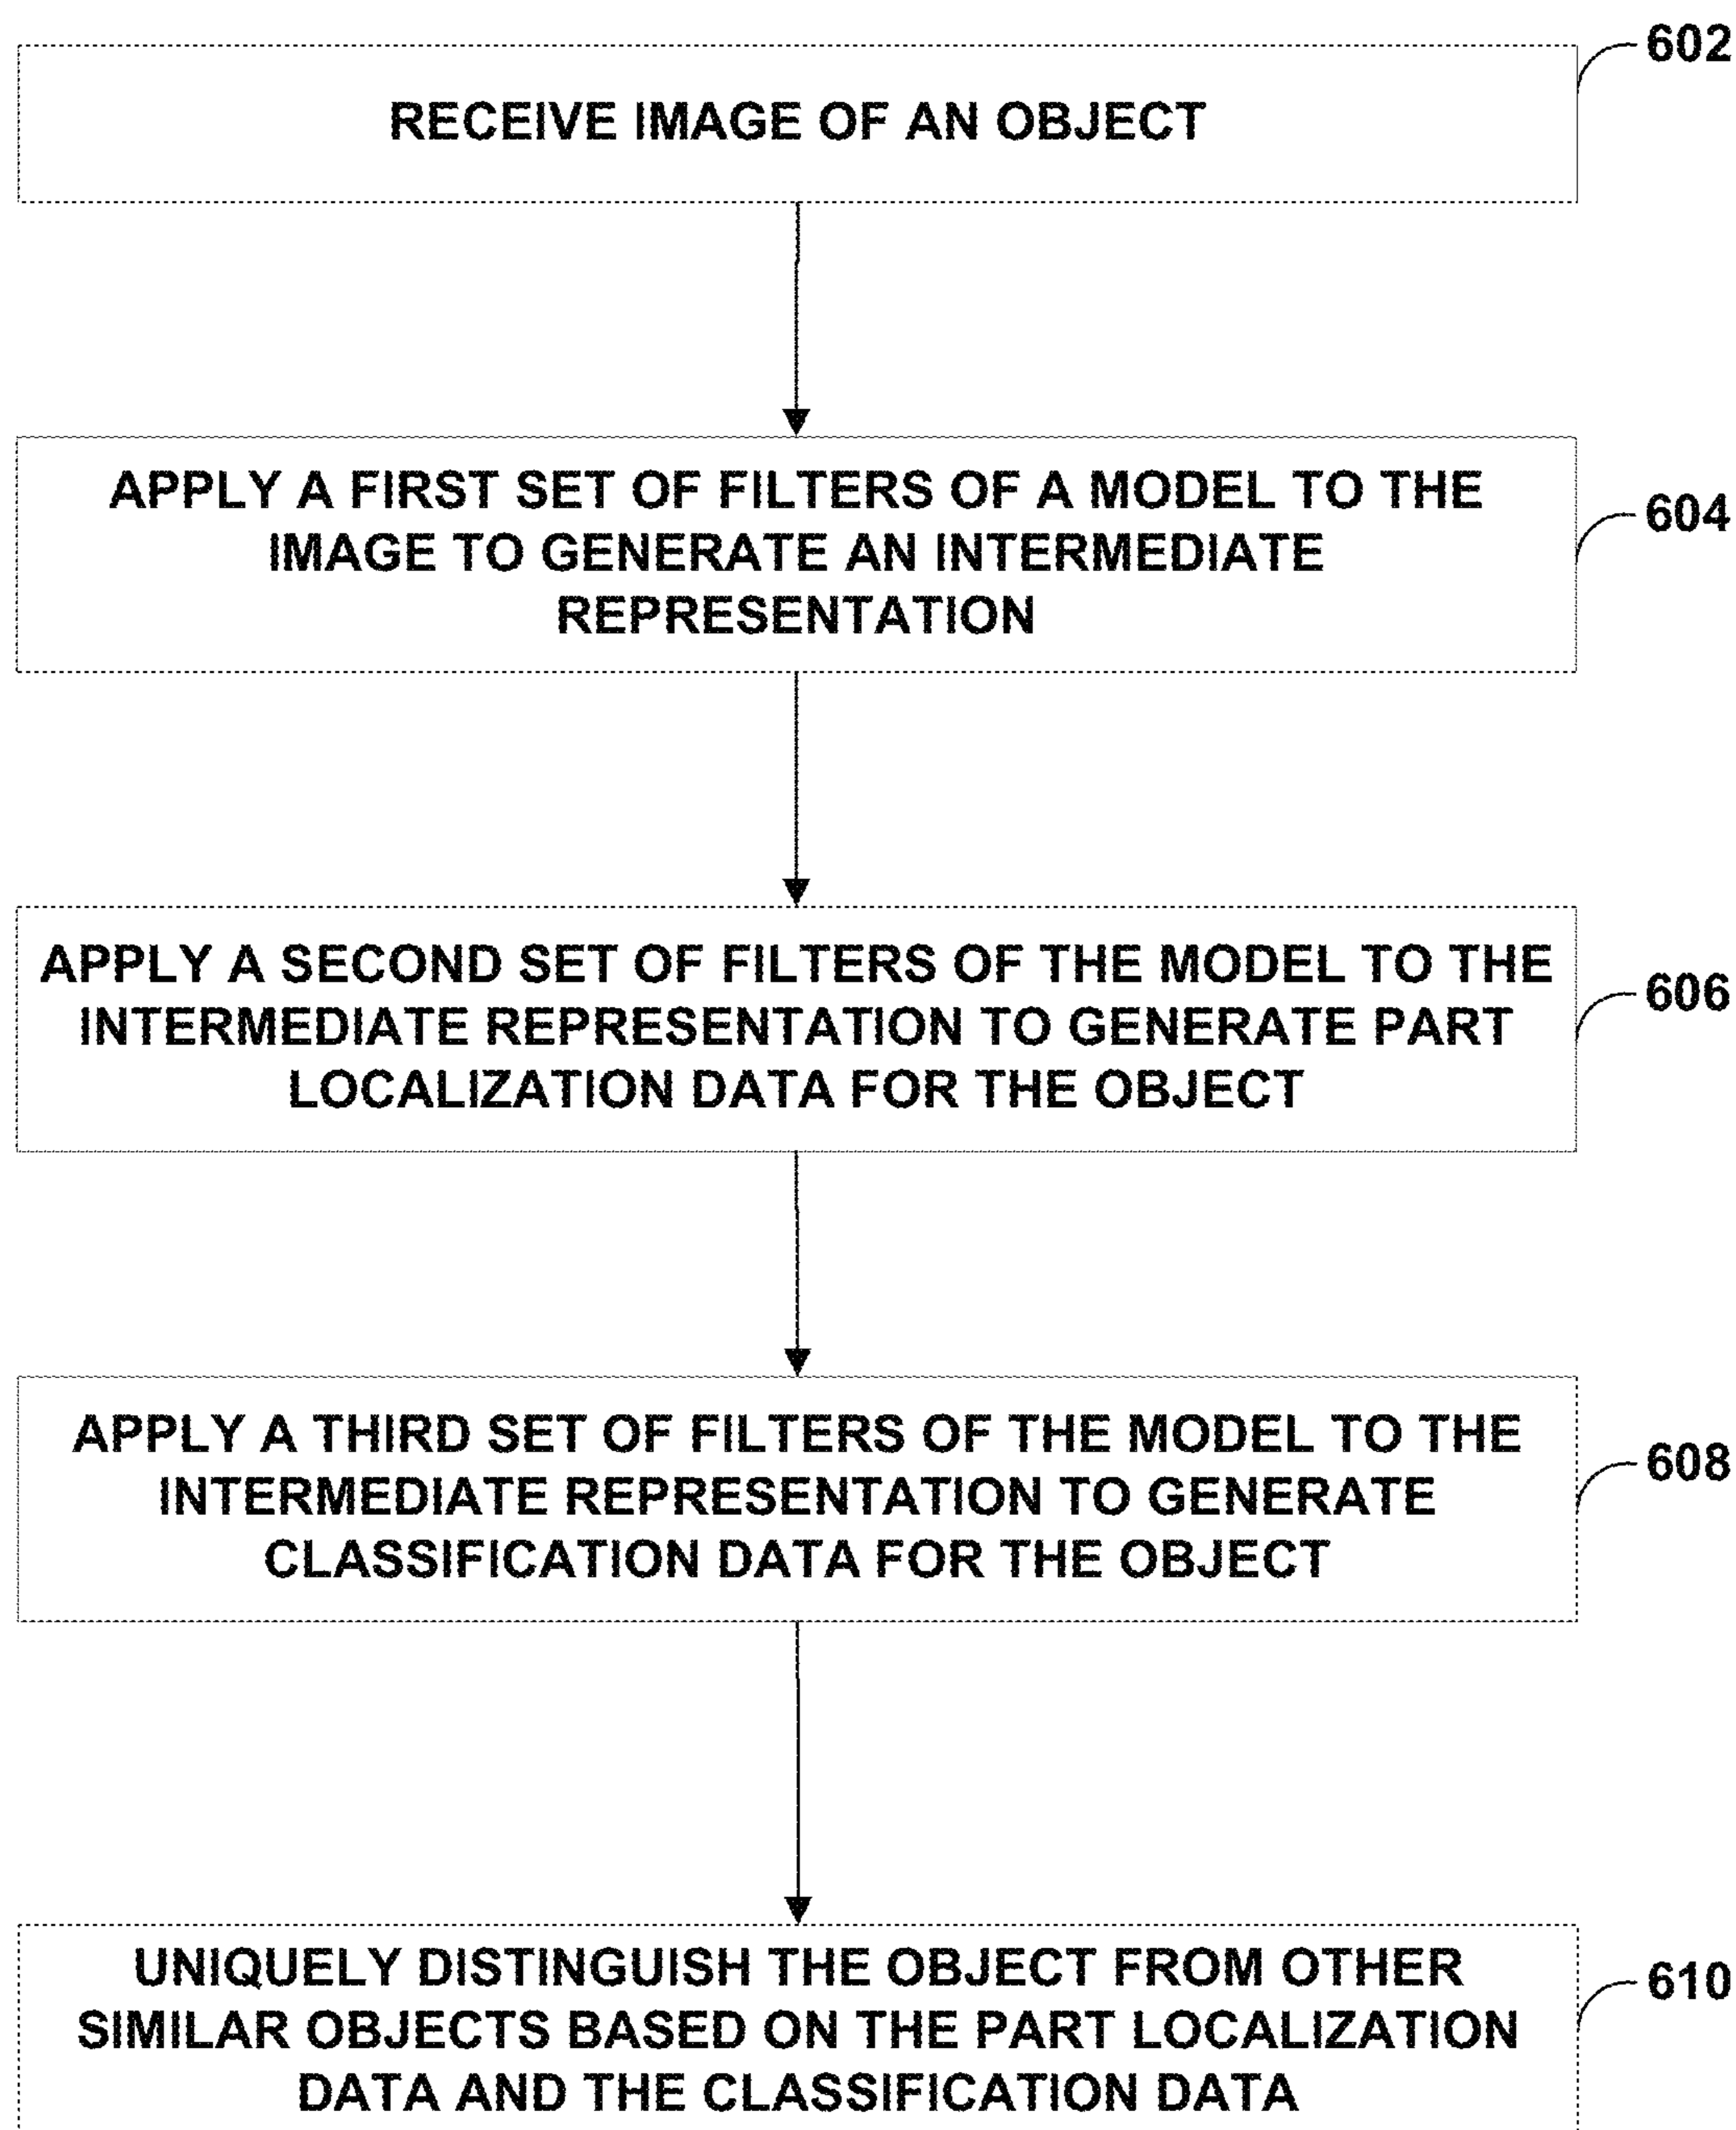 602
RECEIVE IMAGE OF AN OBJECT
APPLY A FIRST SET OF FILTERS OF A MODEL TO THE
IMAGE TO GENERATE AN INTERMEDIATE
REPRESENTATION
604
APPLY A SECOND SET OF FILTERS OF THE MODEL TO THE
INTERMEDIATE REPRESENTATION TO GENERATE PART
LOCALIZATION DATA FOR THE OBJECT
606
APPLY A THIRD SET OF FILTERS OF THE MODEL TO THE
INTERMEDIATE REPRESENTATION TO GENERATE
CLASSIFICATION DATA FOR THE OBJECT
608
UNIQUELY DISTINGUISH THE OBJECT FROM OTHER
SIMILAR OBJECTS BASED ON THE PART LOCALIZATION
DATA AND THE CLASSIFICATION DATA
610